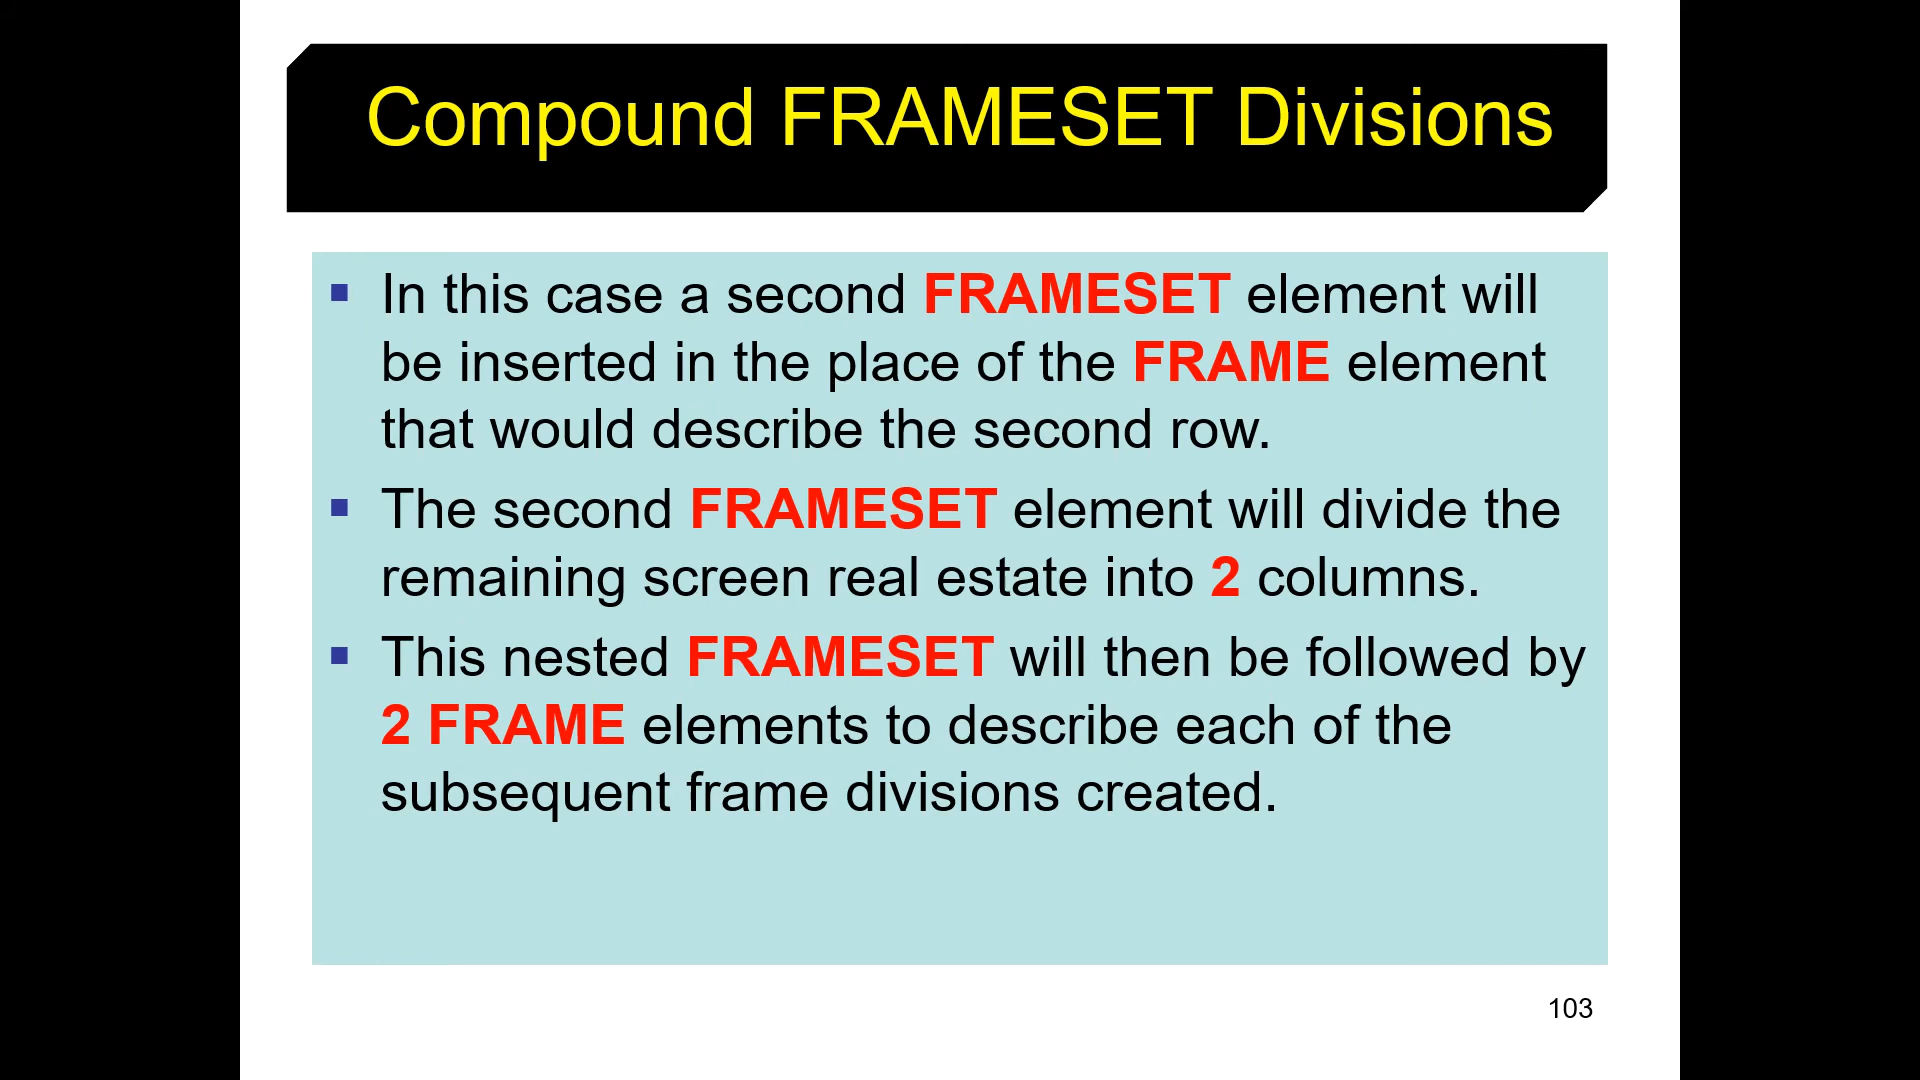 Compound FRAMESET Divisions
▪ In this case a second FRAMESET element will
be inserted in the place of the FRAME element
that would describe the second row.
▪ The second FRAMESET element will divide the
remaining screen real estate into 2 columns.
▪ This nested FRAMESET will then be followed by
2 FRAME elements to describe each of the
subsequent frame divisions created.
103